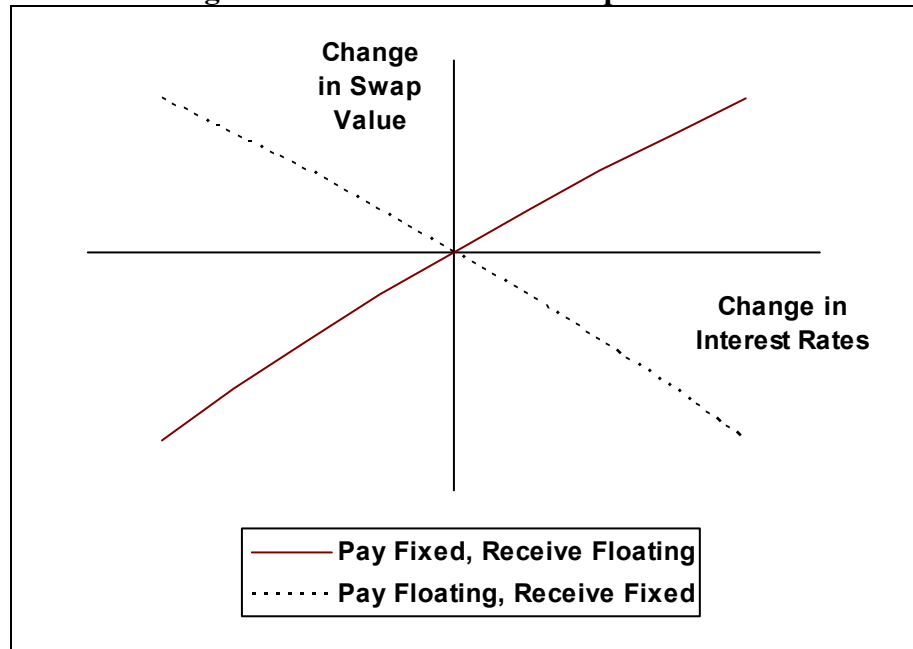 Change
in Swap
Value
Change in
Interest Rates
Pay Fixed, Receive Floating
Pay Floating, Receive Fixed